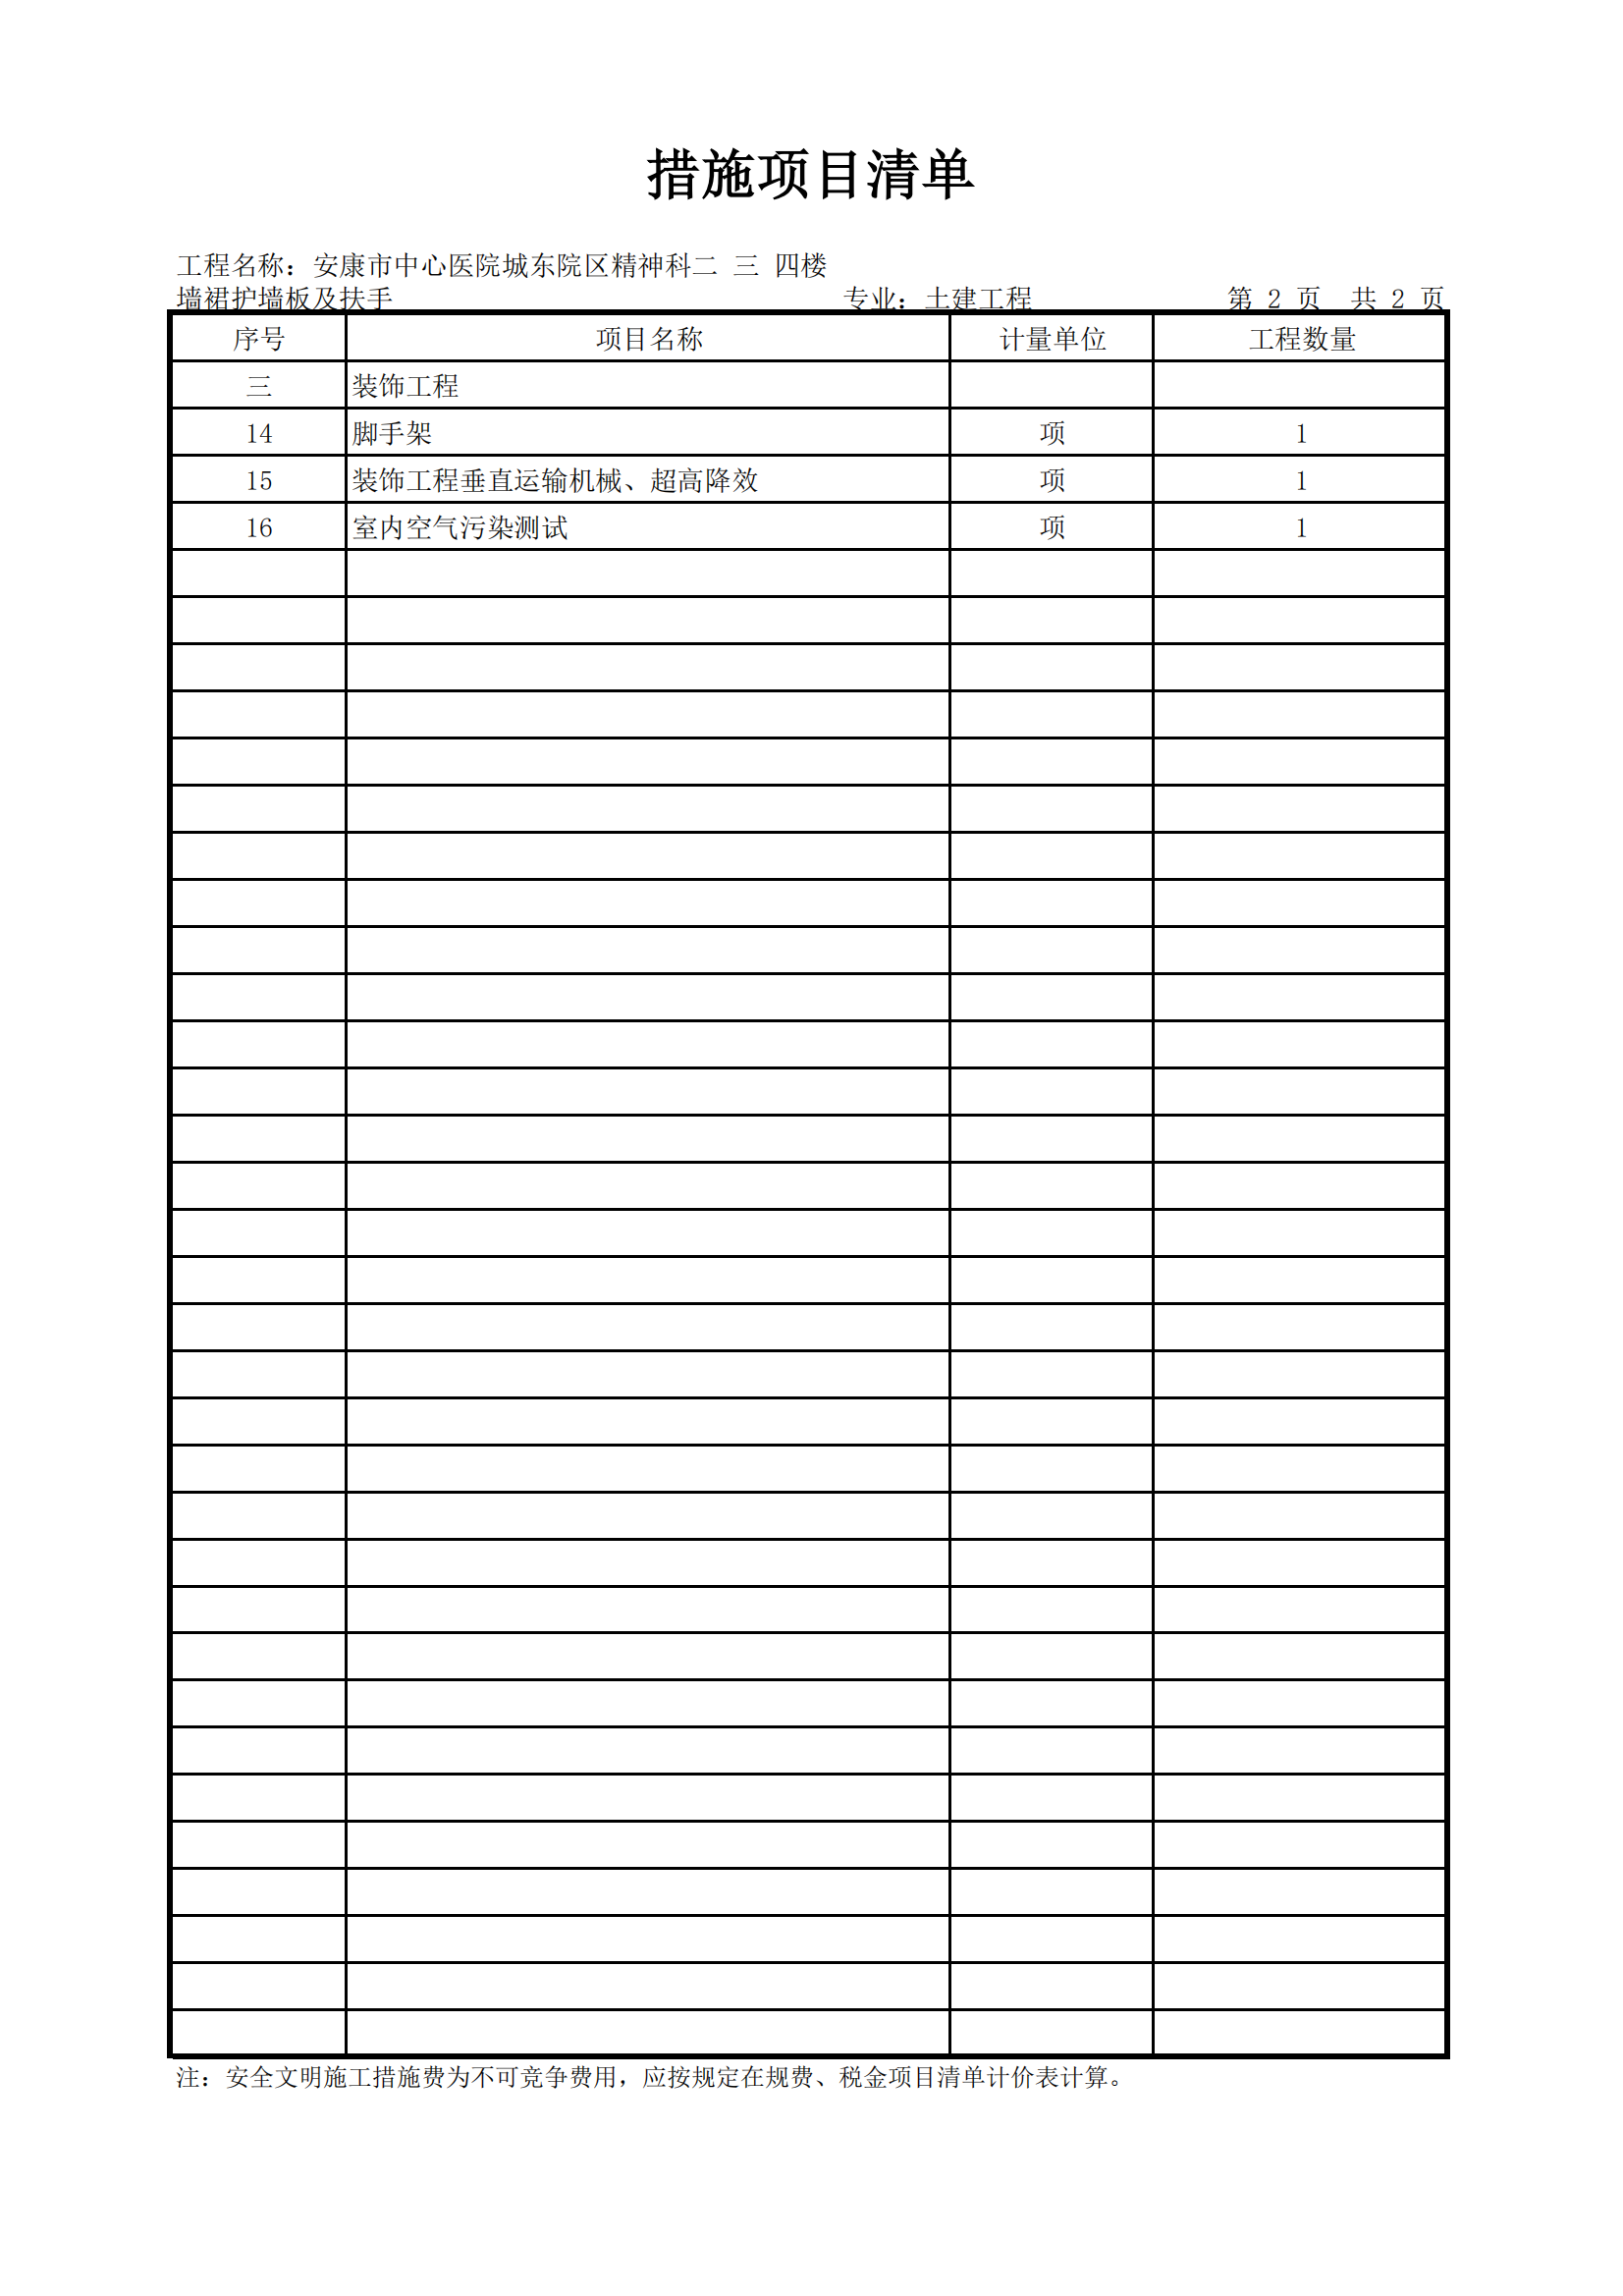 措施项目清单
工程名称：安康市中心医院城东院区精神科二 三 四楼
墙裙护墙板及扶手 专业：土建工程 第 2 页 共 2 页
序号 项目名称 计量单位 工程数量
三 装饰工程
14 脚手架 项 1
15 装饰工程垂直运输机械、超高降效 项 1
16 室内空气污染测试 项 1
注：安全文明施工措施费为不可竞争费用，应按规定在规费、税金项目清单计价表计算。